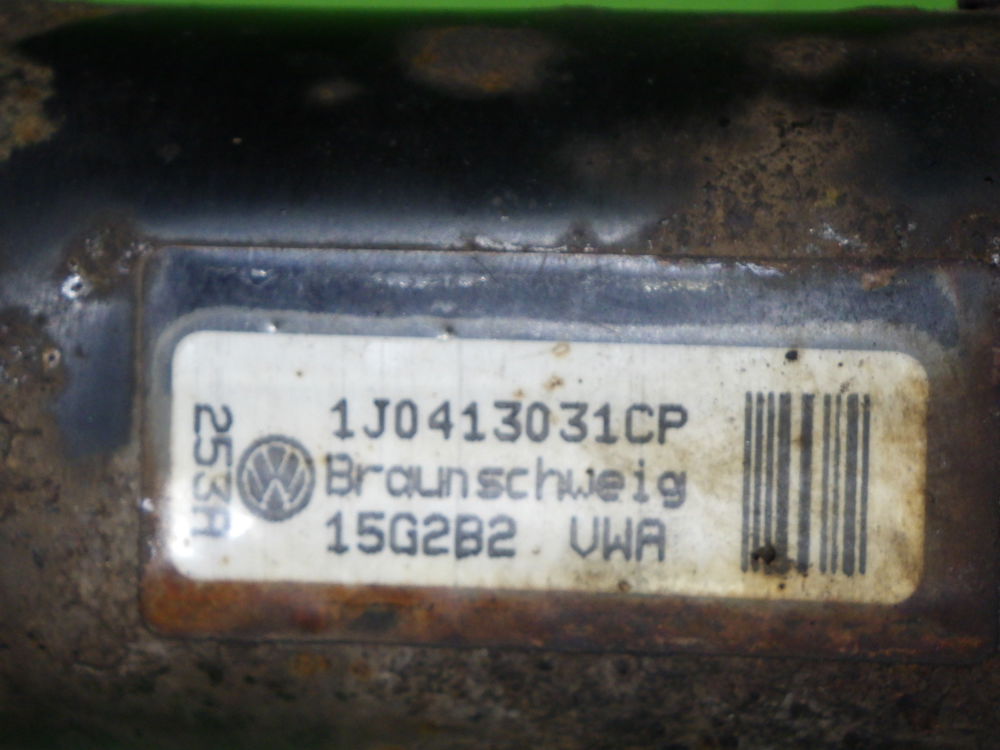 253A
1J0413031CP
Braunschweig
15G2B2 VWA